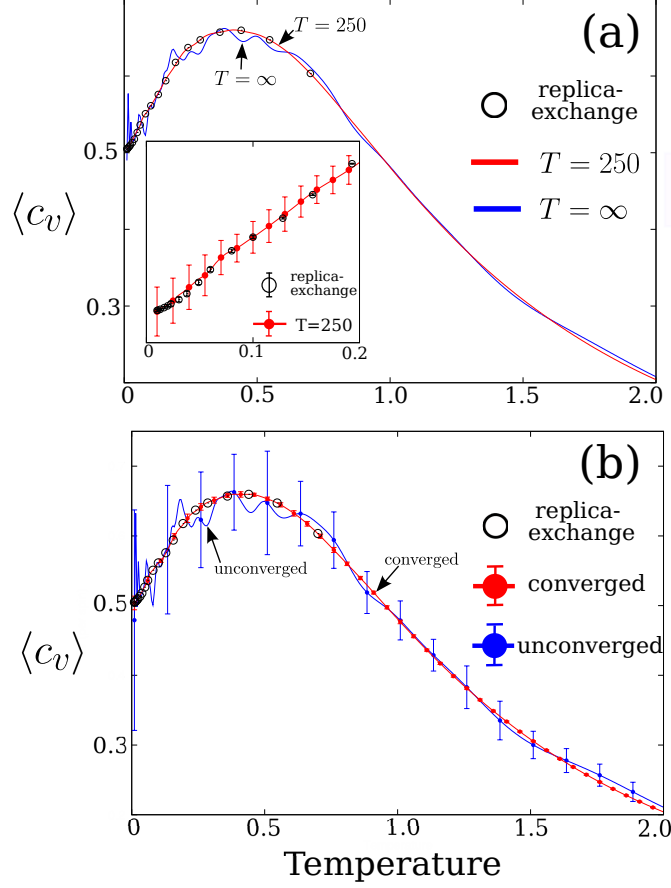 (a)
T = 250
T = ∞
replica-
exchange
T = 250
T = ∞
⟨c_v⟩
0.5
0.3
replica-
exchange
T=250
0
0.1
0.2
0
0.5
1.0
1.5
2.0
(b)
replica-
exchange
converged
unconverged
unconverged
converged
⟨c_v⟩
0.5
0.3
0
0.5
1.0
1.5
2.0
Temperature